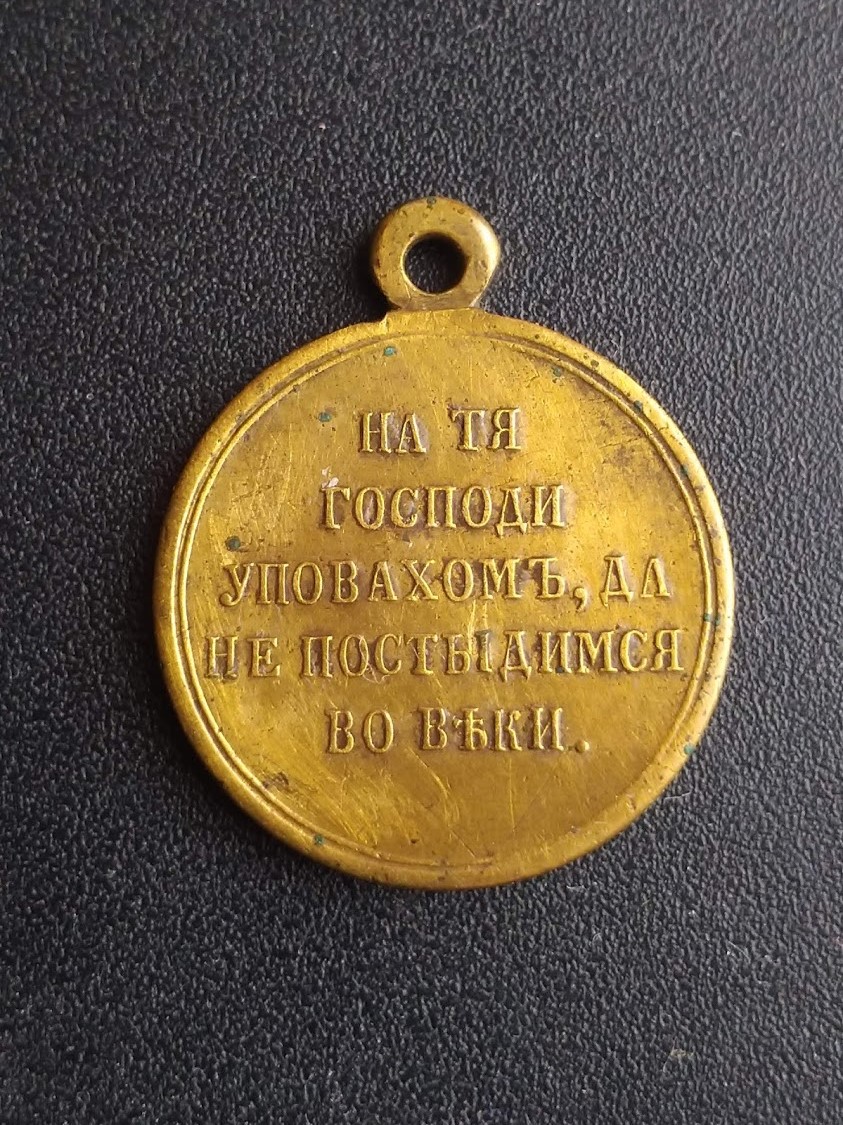 НА ТЯ
ГОСПОДИ
УПОВАХОМЪ, ДА
НЕ ПОСТЫДИМСЯ
ВО ВѢКИ.